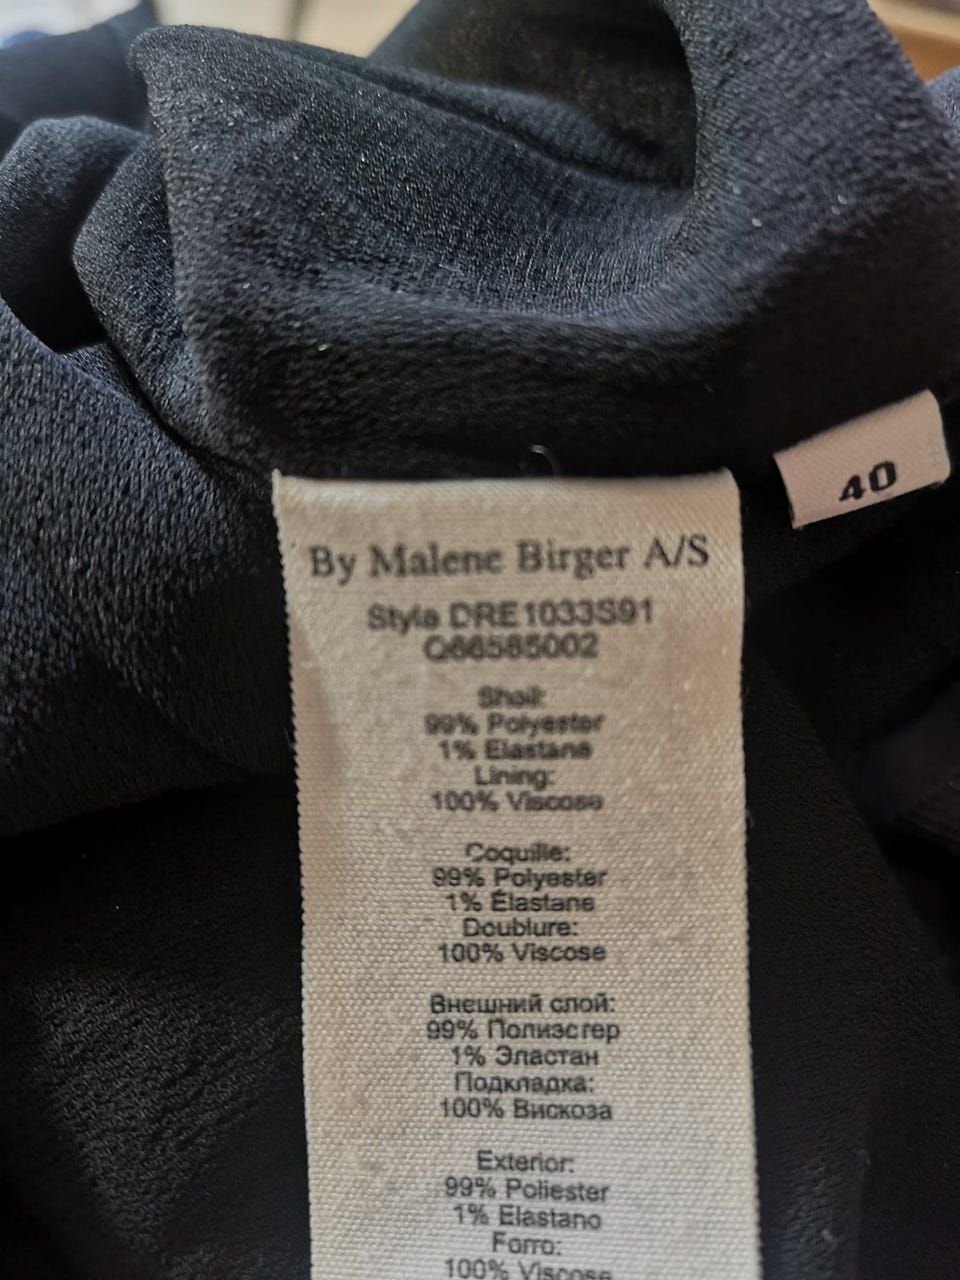 40
By Malene Birger A/S
Style DRE1033S91
Q66585002
Shell:
99% Polyester
1% Elastane
Lining:
100% Viscose
Coquille:
99% Polyester
1% Élastane
Doublure:
100% Viscose
Внешний слой:
99% Полиэстер
1% Эластан
Подкладка:
100% Вискоза
Exterior:
99% Poliester
1% Elastano
Forro:
100% Viscose